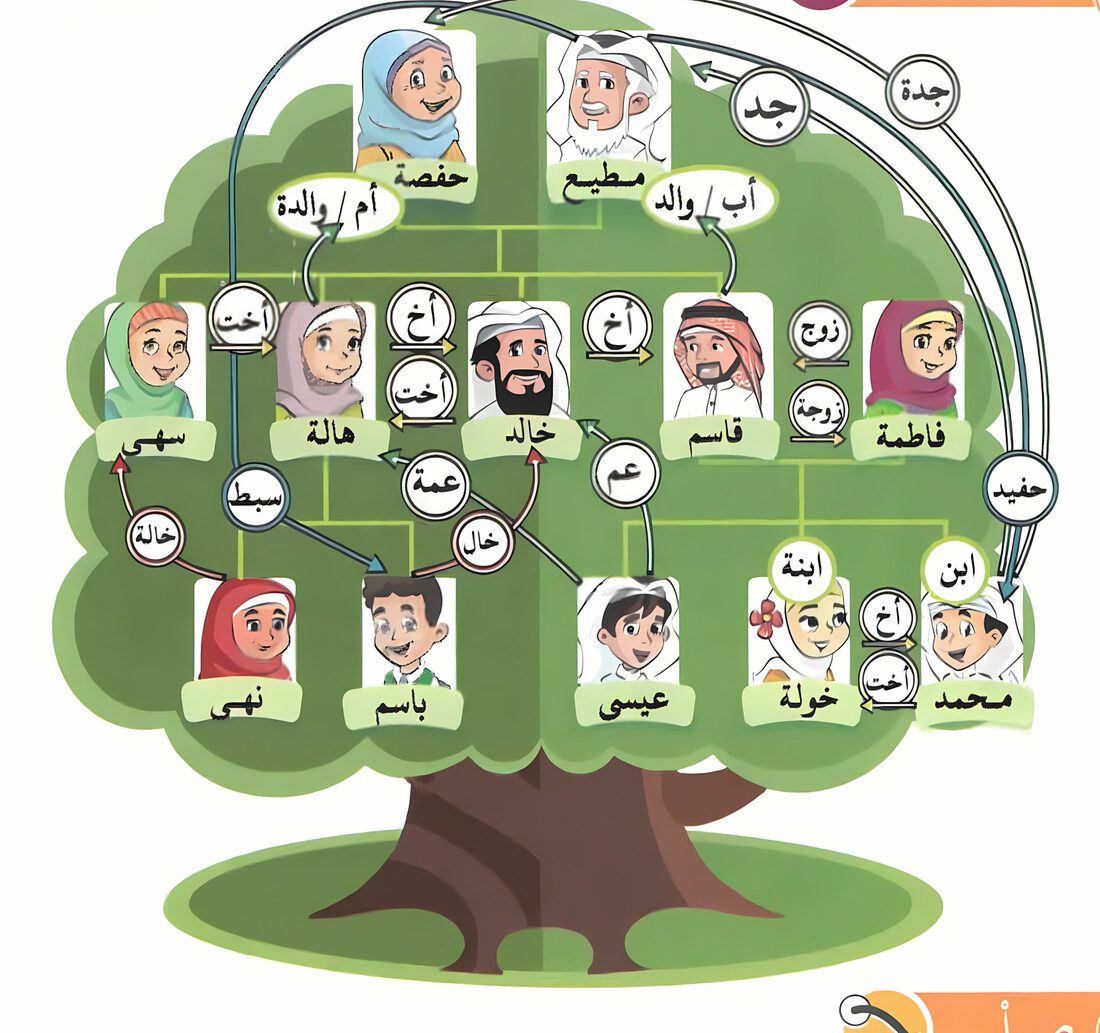 جدة
جد
مطيع
حفصة
أب / والد
أم / والدة
زوج
أخ
أخ
أخت
زوجة
أخت
فاطمة
قاسم
خالد
هالة
سهى
حفيد
عم
عمة
سبط
خال
خالة
ابن
ابنة
أخ
أخت
محمد
خولة
عيسى
باسم
نهى